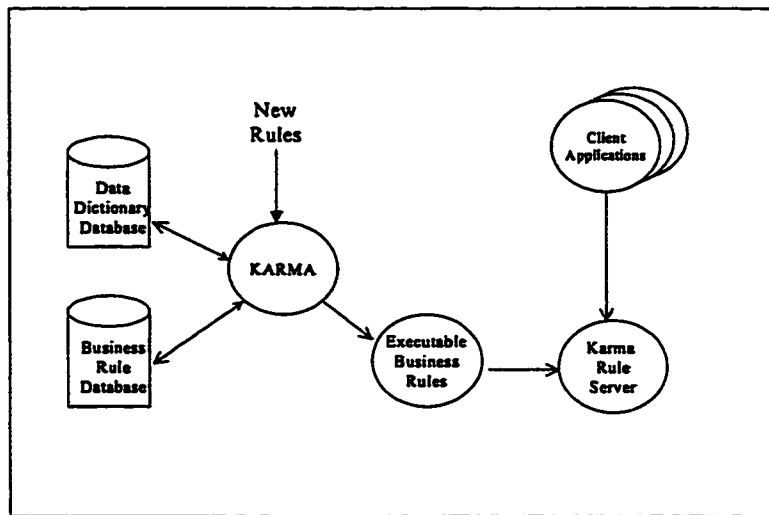 New
Rules
Client
Applications
Data
Dictionary
Database
KARMA
Business
Rule
Database
Executable
Business
Rules
Karma
Rule
Server